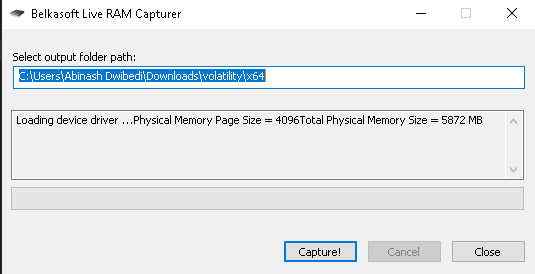 Belkasoft Live RAM Capturer
Select output folder path:
C:\Users\Abinash Dwibedi\Downloads\volatility\x64
Loading device driver ...Physical Memory Page Size = 4096Total Physical Memory Size = 5872 MB
Capture!
Cancel
Close